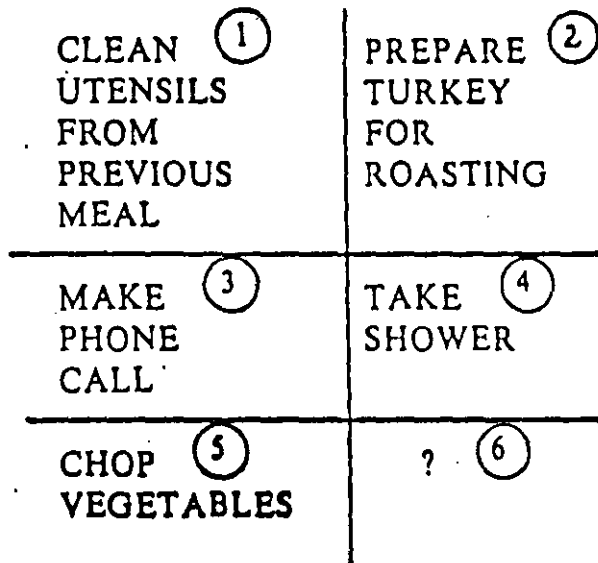 CLEAN 1
UTENSILS
FROM
PREVIOUS
MEAL
PREPARE 2
TURKEY
FOR
ROASTING
MAKE 3
PHONE
CALL
TAKE 4
SHOWER
CHOP 5
VEGETABLES
? 6